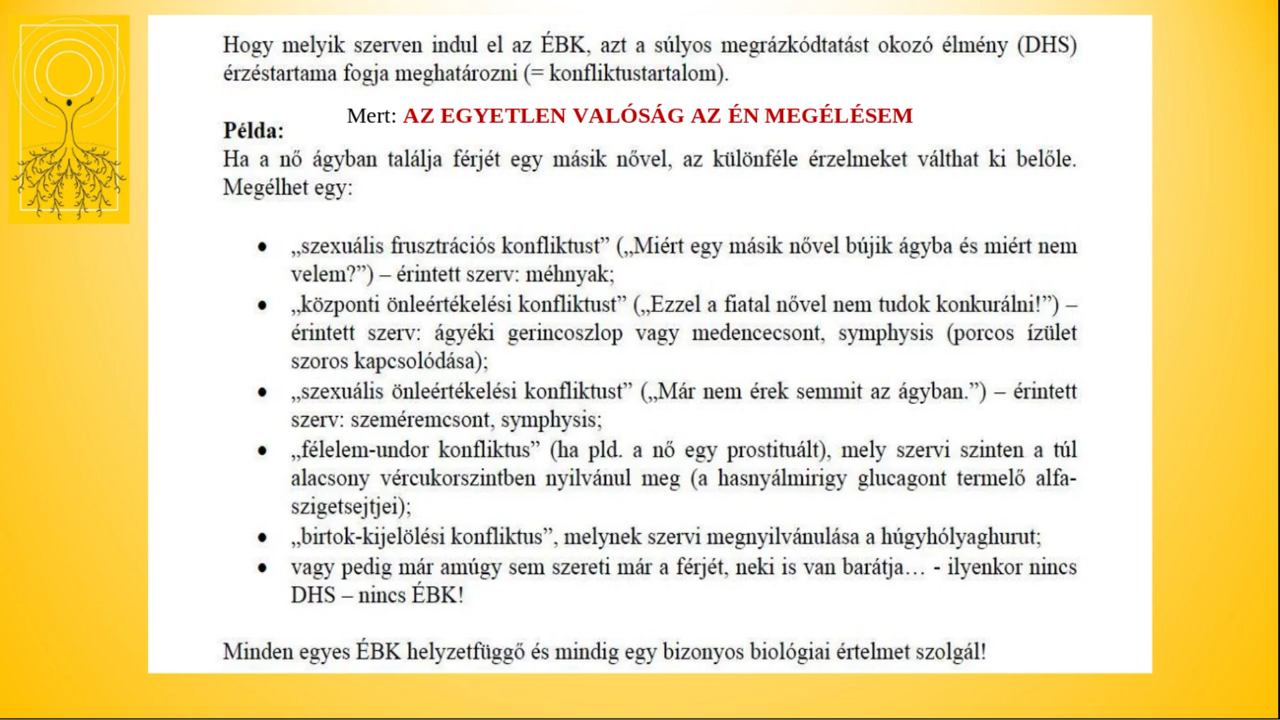 Hogy melyik szerven indul el az ÉBK, azt a súlyos megrázkódtatást okozó élmény (DHS)
érzéstartama fogja meghatározni (= konfliktustartalom).
Mert: AZ EGYETLEN VALÓSÁG AZ ÉN MEGÉLÉSEM
Példa:
Ha a nő ágyban találja férjét egy másik nővel, az különféle érzelmeket válthat ki belőle.
Megélhet egy:
• „szexuális frusztrációs konfliktust” („Miért egy másik nővel bújik ágyba és miért nem
velem?”) – érintett szerv: méhnyak;
• „központi önleértékelési konfliktust” („Ezzel a fiatal nővel nem tudok konkurálni!”) –
érintett szerv: ágyéki gerincoszlop vagy medencecsont, symphysis (porcos ízület
szoros kapcsolódása);
• „szexuális önleértékelési konfliktust” („Már nem érek semmit az ágyban.”) – érintett
szerv: szeméremcsont, symphysis;
• „félelem-undor konfliktus” (ha pld. a nő egy prostituált), mely szervi szinten a túl
alacsony vércukorszintben nyilvánul meg (a hasnyálmirigy glucagont termelő alfa-
szigetsejtjei);
• „birtok-kijelölési konfliktus”, melynek szervi megnyilvánulása a húgyhólyaghurut;
• vagy pedig már amúgy sem szereti már a férjét, neki is van barátja… - ilyenkor nincs
DHS – nincs ÉBK!
Minden egyes ÉBK helyzetfüggő és mindig egy bizonyos biológiai értelmet szolgál!